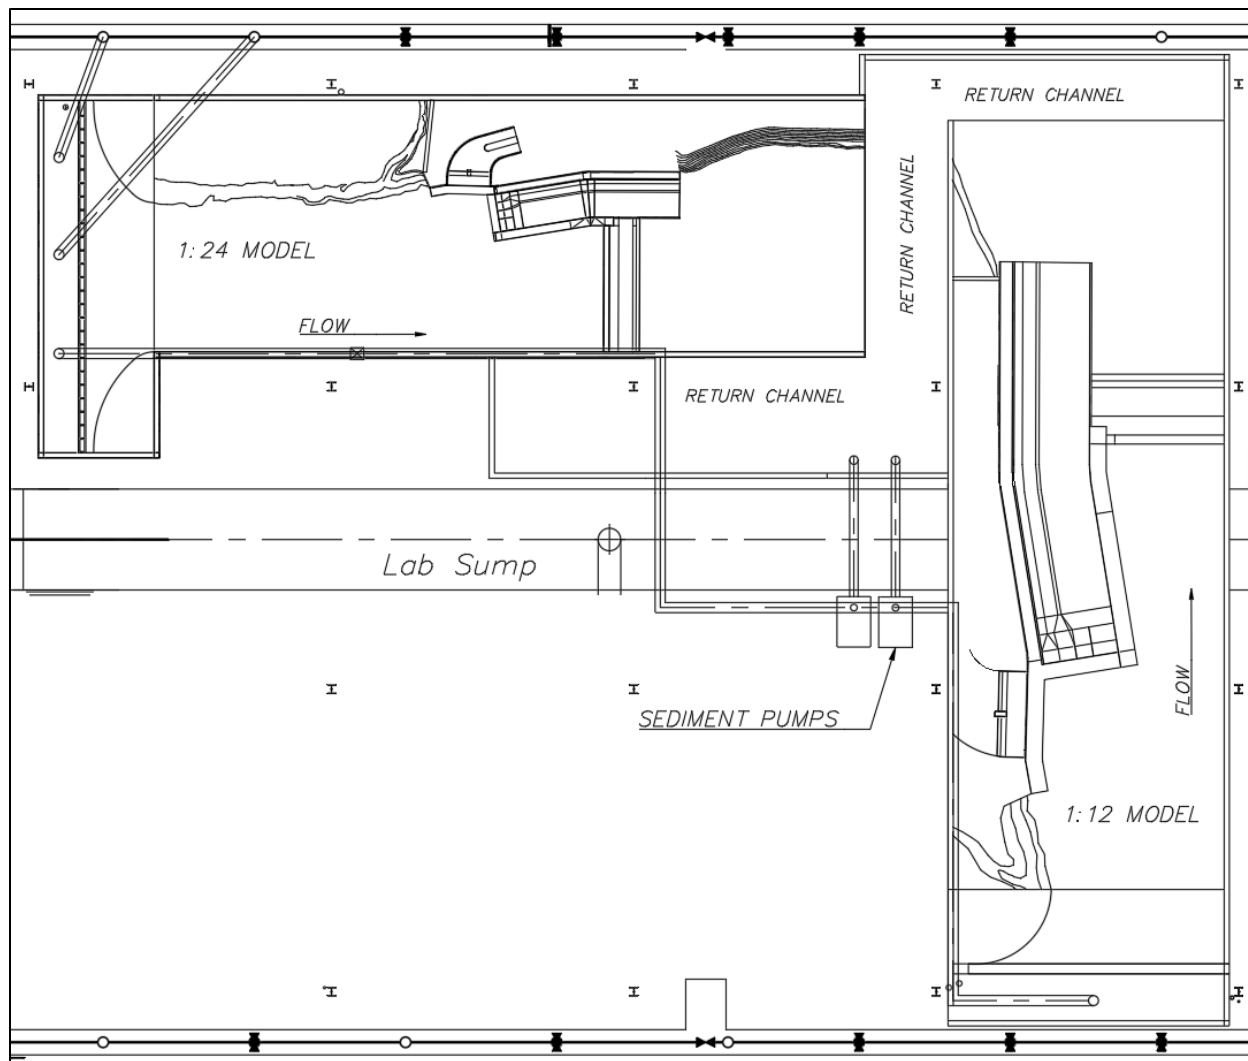 RETURN CHANNEL
RETURN CHANNEL
1:24 MODEL
FLOW
RETURN CHANNEL
Lab Sump
SEDIMENT PUMPS
FLOW
1:12 MODEL